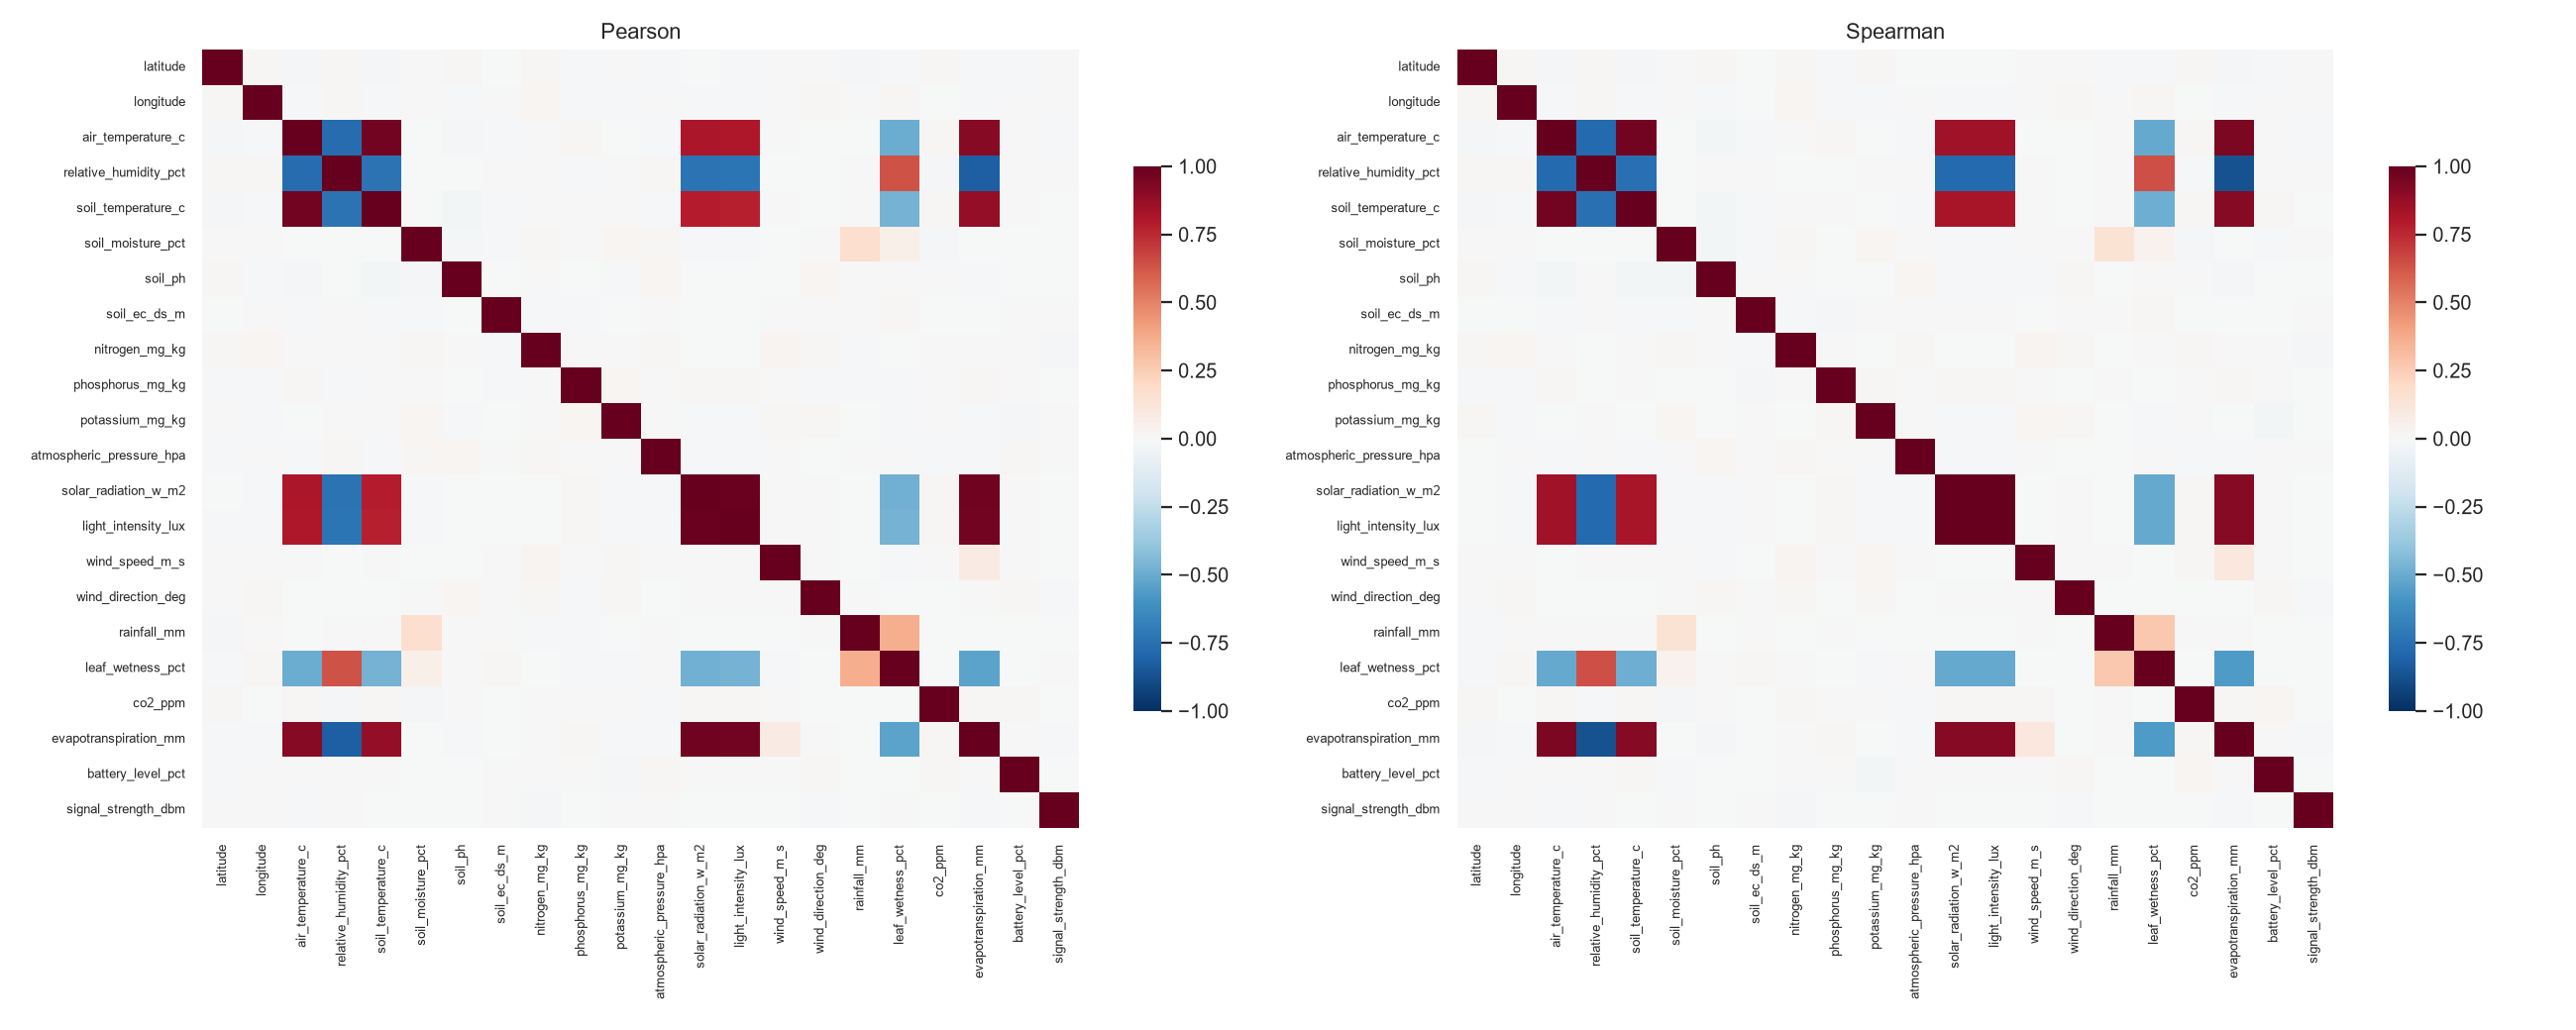 Pearson
latitude
longitude
air_temperature_c
relative_humidity_pct
soil_temperature_c
soil_moisture_pct
soil_ph
soil_ec_ds_m
nitrogen_mg_kg
phosphorus_mg_kg
potassium_mg_kg
atmospheric_pressure_hpa
solar_radiation_w_m2
light_intensity_lux
wind_speed_m_s
wind_direction_deg
rainfall_mm
leaf_wetness_pct
co2_ppm
evapotranspiration_mm
battery_level_pct
signal_strength_dbm
latitude
longitude
air_temperature_c
relative_humidity_pct
soil_temperature_c
soil_moisture_pct
soil_ph
soil_ec_ds_m
nitrogen_mg_kg
phosphorus_mg_kg
potassium_mg_kg
atmospheric_pressure_hpa
solar_radiation_w_m2
light_intensity_lux
wind_speed_m_s
wind_direction_deg
rainfall_mm
leaf_wetness_pct
co2_ppm
evapotranspiration_mm
battery_level_pct
signal_strength_dbm
1.00
0.75
0.50
0.25
0.00
−0.25
−0.50
−0.75
−1.00
Spearman
latitude
longitude
air_temperature_c
relative_humidity_pct
soil_temperature_c
soil_moisture_pct
soil_ph
soil_ec_ds_m
nitrogen_mg_kg
phosphorus_mg_kg
potassium_mg_kg
atmospheric_pressure_hpa
solar_radiation_w_m2
light_intensity_lux
wind_speed_m_s
wind_direction_deg
rainfall_mm
leaf_wetness_pct
co2_ppm
evapotranspiration_mm
battery_level_pct
signal_strength_dbm
latitude
longitude
air_temperature_c
relative_humidity_pct
soil_temperature_c
soil_moisture_pct
soil_ph
soil_ec_ds_m
nitrogen_mg_kg
phosphorus_mg_kg
potassium_mg_kg
atmospheric_pressure_hpa
solar_radiation_w_m2
light_intensity_lux
wind_speed_m_s
wind_direction_deg
rainfall_mm
leaf_wetness_pct
co2_ppm
evapotranspiration_mm
battery_level_pct
signal_strength_dbm
1.00
0.75
0.50
0.25
0.00
−0.25
−0.50
−0.75
−1.00